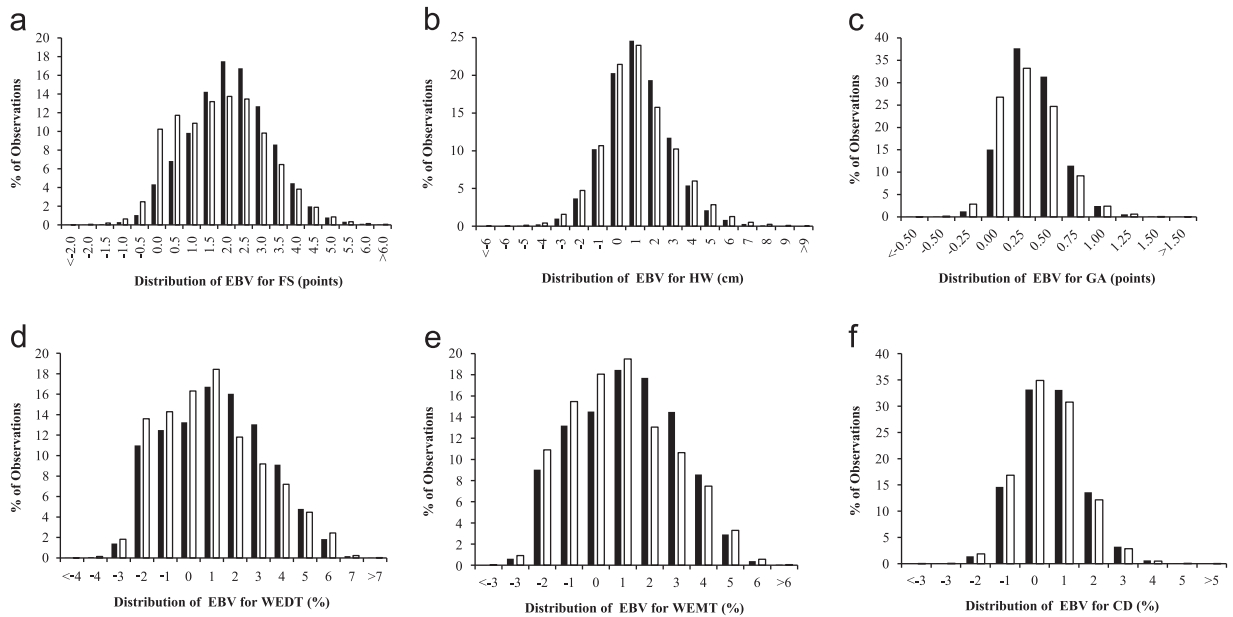 a
20
18
16
14
12
10
8
6
4
2
0
% of Observations
<-2.0 -2.0 -1.5 -1.0 -0.5 0.0 0.5 1.0 1.5 2.0 2.5 3.0 3.5 4.0 4.5 5.0 5.5 6.0 >6.0
Distribution of EBV for FS (points)
b
25
20
15
10
5
0
% of Observations
<-6 -6 -5 -4 -3 -2 -1 0 1 2 3 4 5 6 7 8 9 >9
Distribution of EBV for HW (cm)
c
40
35
30
25
20
15
10
5
0
% of Observations
<-0.50 -0.50 -0.25 0.00 0.25 0.50 0.75 1.00 1.25 1.50 >1.50
Distribution of EBV for GA (points)
d
20
18
16
14
12
10
8
6
4
2
0
% of Observations
<-4 -4 -3 -2 -1 0 1 2 3 4 5 6 7 >7
Distribution of EBV for WEDT (%)
e
20
18
16
14
12
10
8
6
4
2
0
% of Observations
<-3 -3 -2 -1 0 1 2 3 4 5 6 >6
Distribution of EBV for WEMT (%)
f
40
35
30
25
20
15
10
5
0
% of Observations
<-3 -3 -2 -1 0 1 2 3 4 5 >5
Distribution of EBV for CD (%)